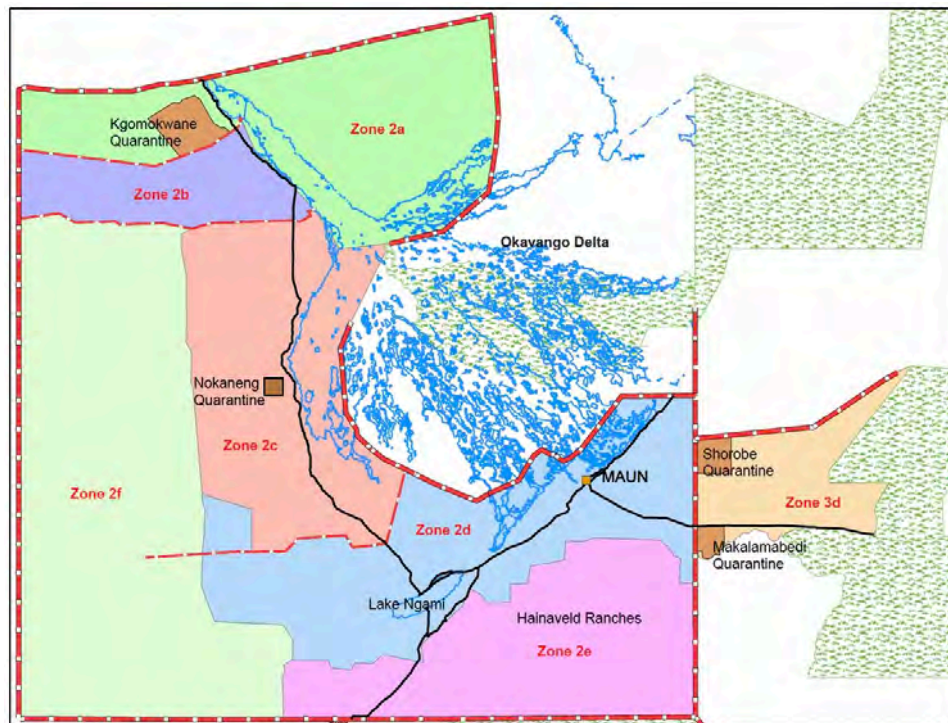 Kgomokwane
Quarantine
Zone 2a
Zone 2b
Okavango Delta
Nokaneng
Quarantine
Zone 2c
Shorobe
Quarantine
MAUN
Zone 2f
Zone 3d
Zone 2d
Makalamabedi
Quarantine
Lake Ngami
Hainaveld Ranches
Zone 2e